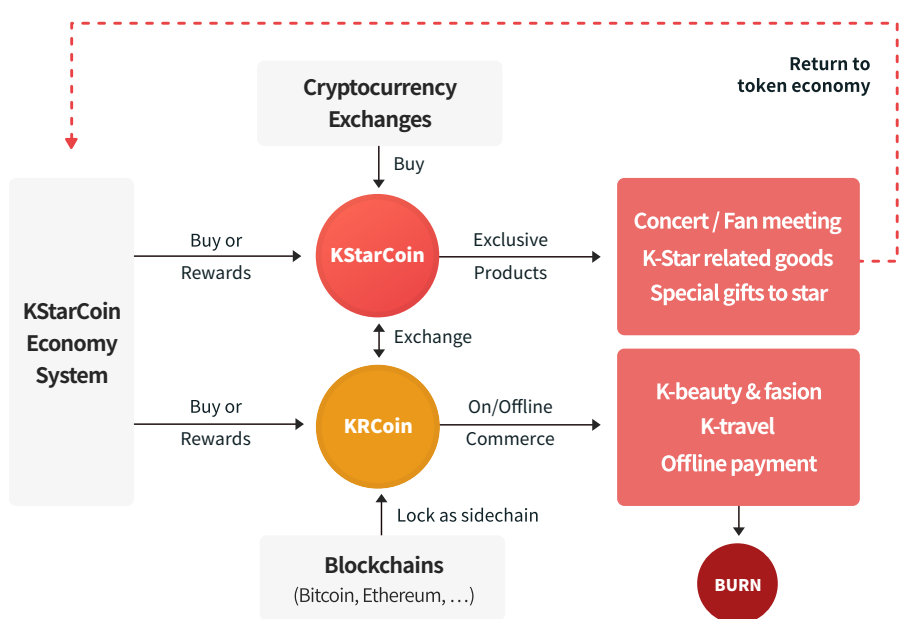 Return to
token economy
Cryptocurrency
Exchanges
Buy
Buy or
Rewards
KStarCoin
Exclusive
Products
Concert / Fan meeting
K-Star related goods
Special gifts to star
KStarCoin
Economy
System
Exchange
Buy or
Rewards
KRCoin
On/Offline
Commerce
K-beauty & fasion
K-travel
Offline payment
Lock as sidechain
Blockchains
(Bitcoin, Ethereum, …)
BURN